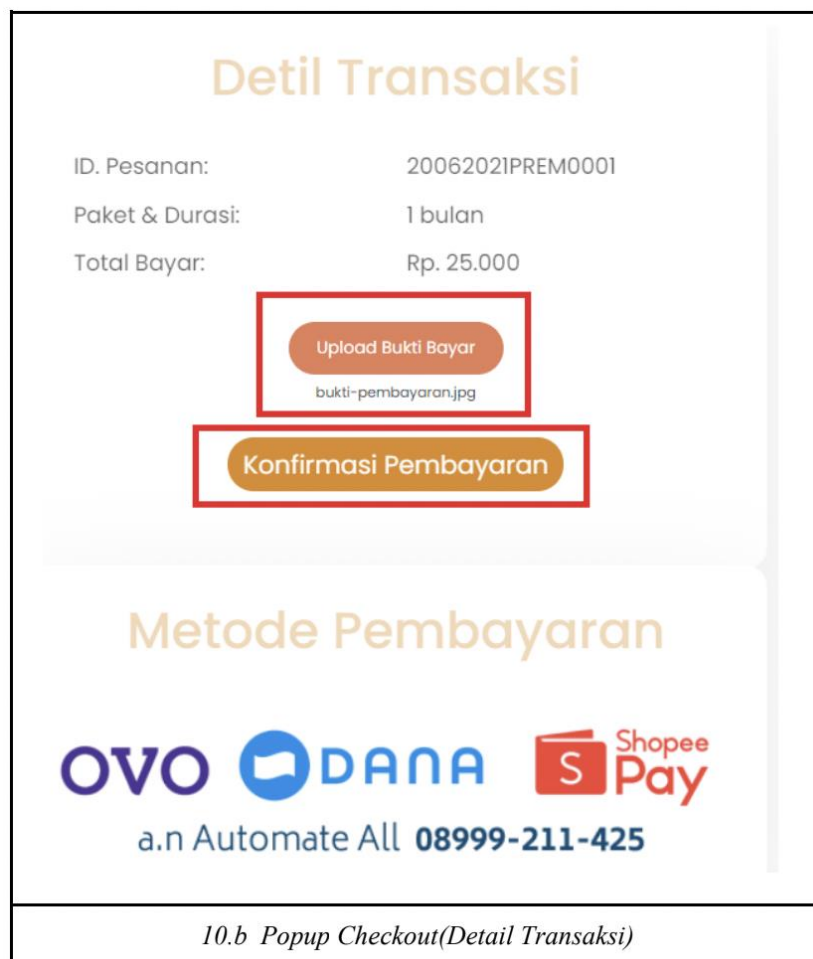 Detil Transaksi
ID. Pesanan: 20062021PREM0001
Paket & Durasi: 1 bulan
Total Bayar: Rp. 25.000
Upload Bukti Bayar
bukti-pembayaran.jpg
Konfirmasi Pembayaran
Metode Pembayaran
OVO DANA S Shopee Pay
a.n Automate All 08999-211-425
10.b Popup Checkout(Detail Transaksi)